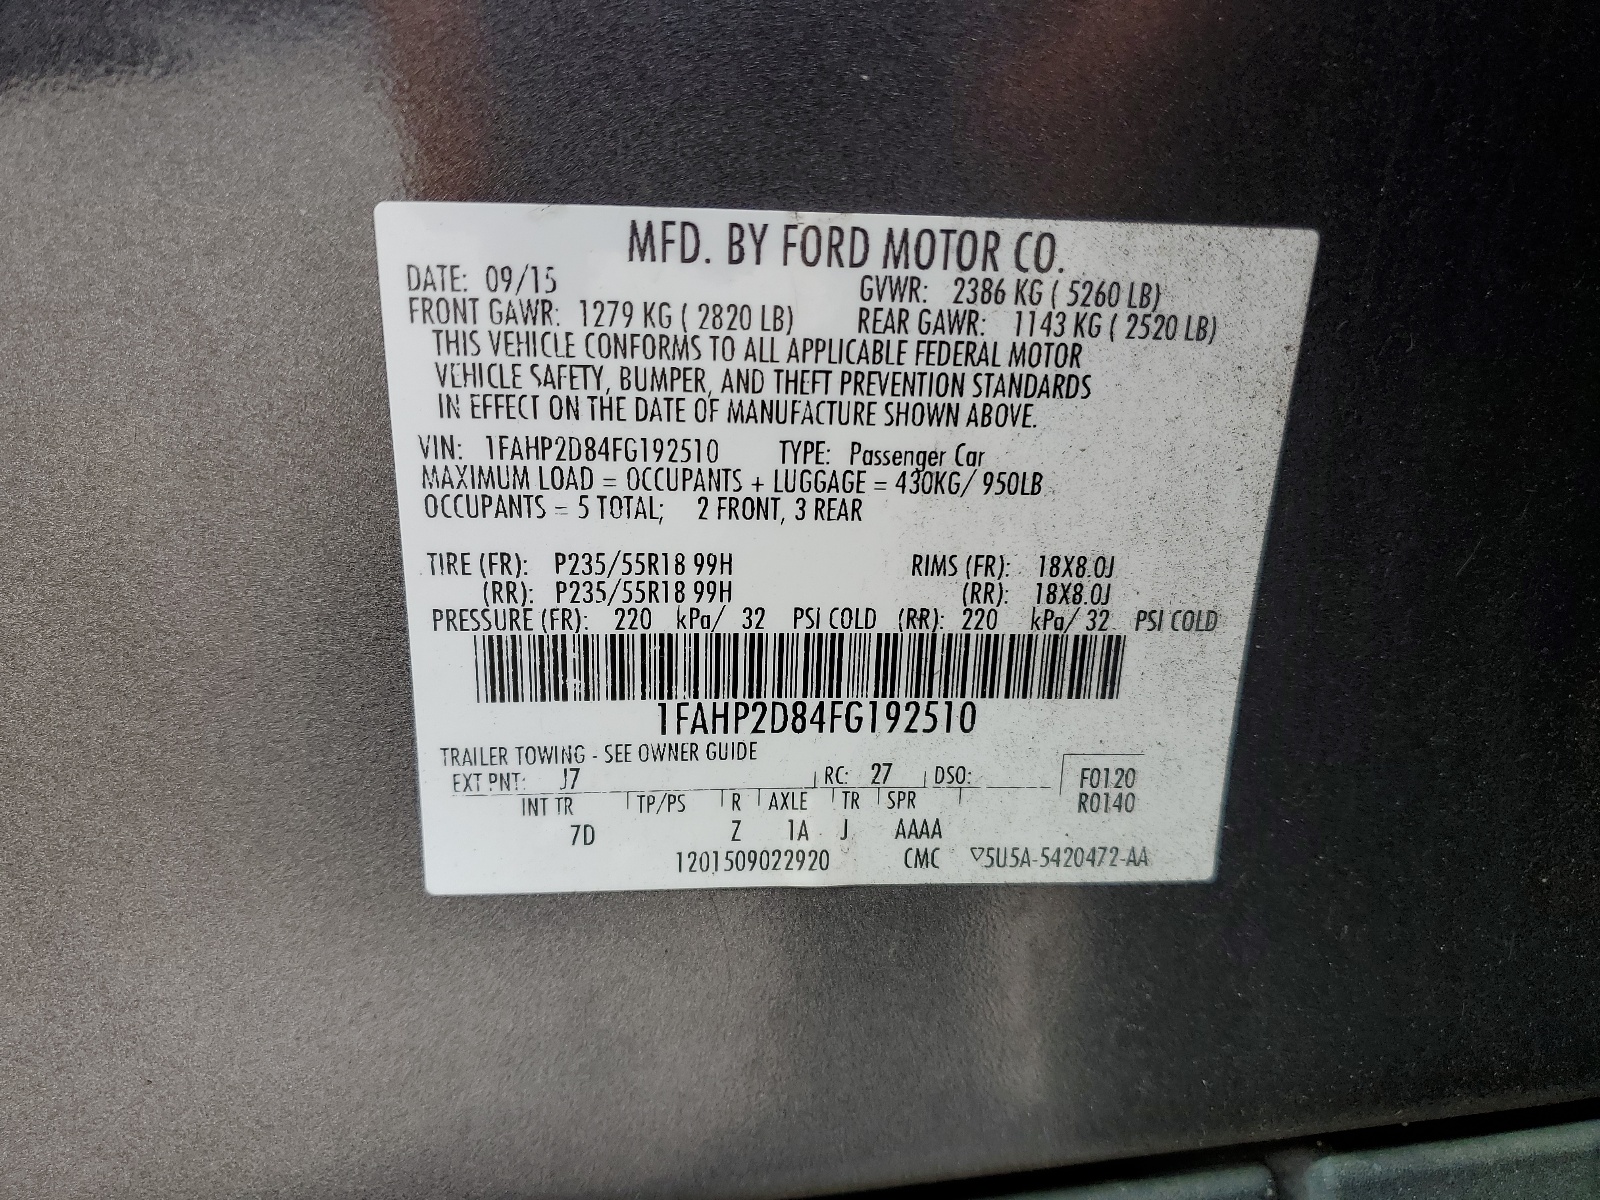 MFD. BY FORD MOTOR CO.
DATE: 09/15 GVWR: 2386 KG ( 5260 LB)
FRONT GAWR: 1279 KG ( 2820 LB) REAR GAWR: 1143 KG ( 2520 LB)
THIS VEHICLE CONFORMS TO ALL APPLICABLE FEDERAL MOTOR
VEHICLE SAFETY, BUMPER, AND THEFT PREVENTION STANDARDS
IN EFFECT ON THE DATE OF MANUFACTURE SHOWN ABOVE.
VIN: 1FAHP2D84FG192510 TYPE: Passenger Car
MAXIMUM LOAD = OCCUPANTS + LUGGAGE = 430KG/ 950LB
OCCUPANTS = 5 TOTAL; 2 FRONT, 3 REAR
TIRE (FR): P235/55R18 99H RIMS (FR): 18X8.0J
(RR): P235/55R18 99H (RR): 18X8.0J
PRESSURE (FR): 220 kPa/ 32 PSI COLD (RR): 220 kPa/ 32 PSI COLD
1FAHP2D84FG192510
TRAILER TOWING - SEE OWNER GUIDE
EXT PNT: J7 RC: 27 DSO: F0120
INT TR TP/PS R AXLE TR SPR R0140
7D Z 1A J AAAA
1201509022920 CMC ▽5U5A-5420472-AA